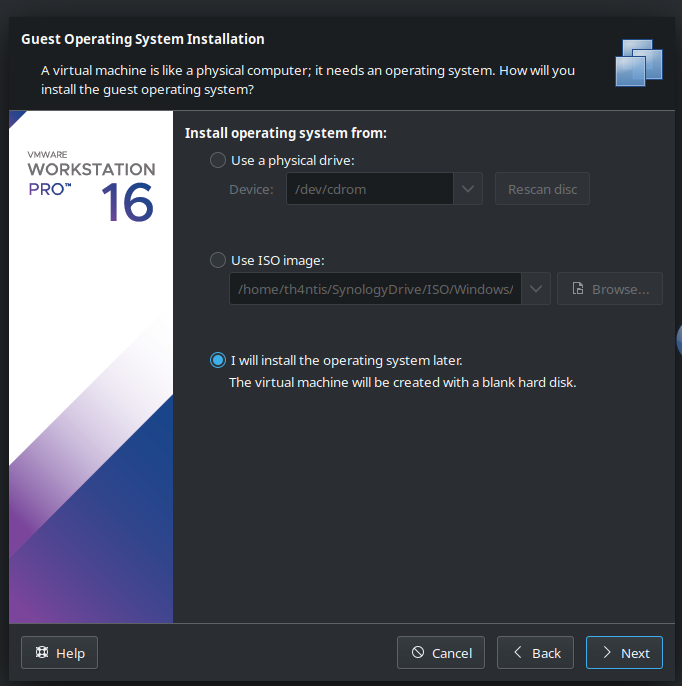 Guest Operating System Installation
A virtual machine is like a physical computer; it needs an operating system. How will you
install the guest operating system?
VMWARE
WORKSTATION
PRO™ 16
Install operating system from:
Use a physical drive:
Device: /dev/cdrom Rescan disc
Use ISO image:
/home/th4ntis/SynologyDrive/ISO/Windows/ Browse...
I will install the operating system later.
The virtual machine will be created with a blank hard disk.
Help Cancel Back Next